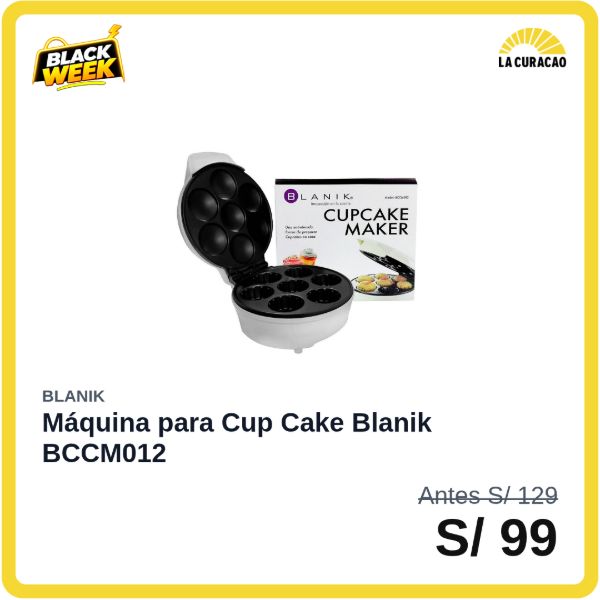 BLACK
WEEK
LA CURACAO
BLANIK
CUPCAKE
MAKER
BLANIK
Máquina para Cup Cake Blanik
BCCM012
Antes S/ 129
S/ 99